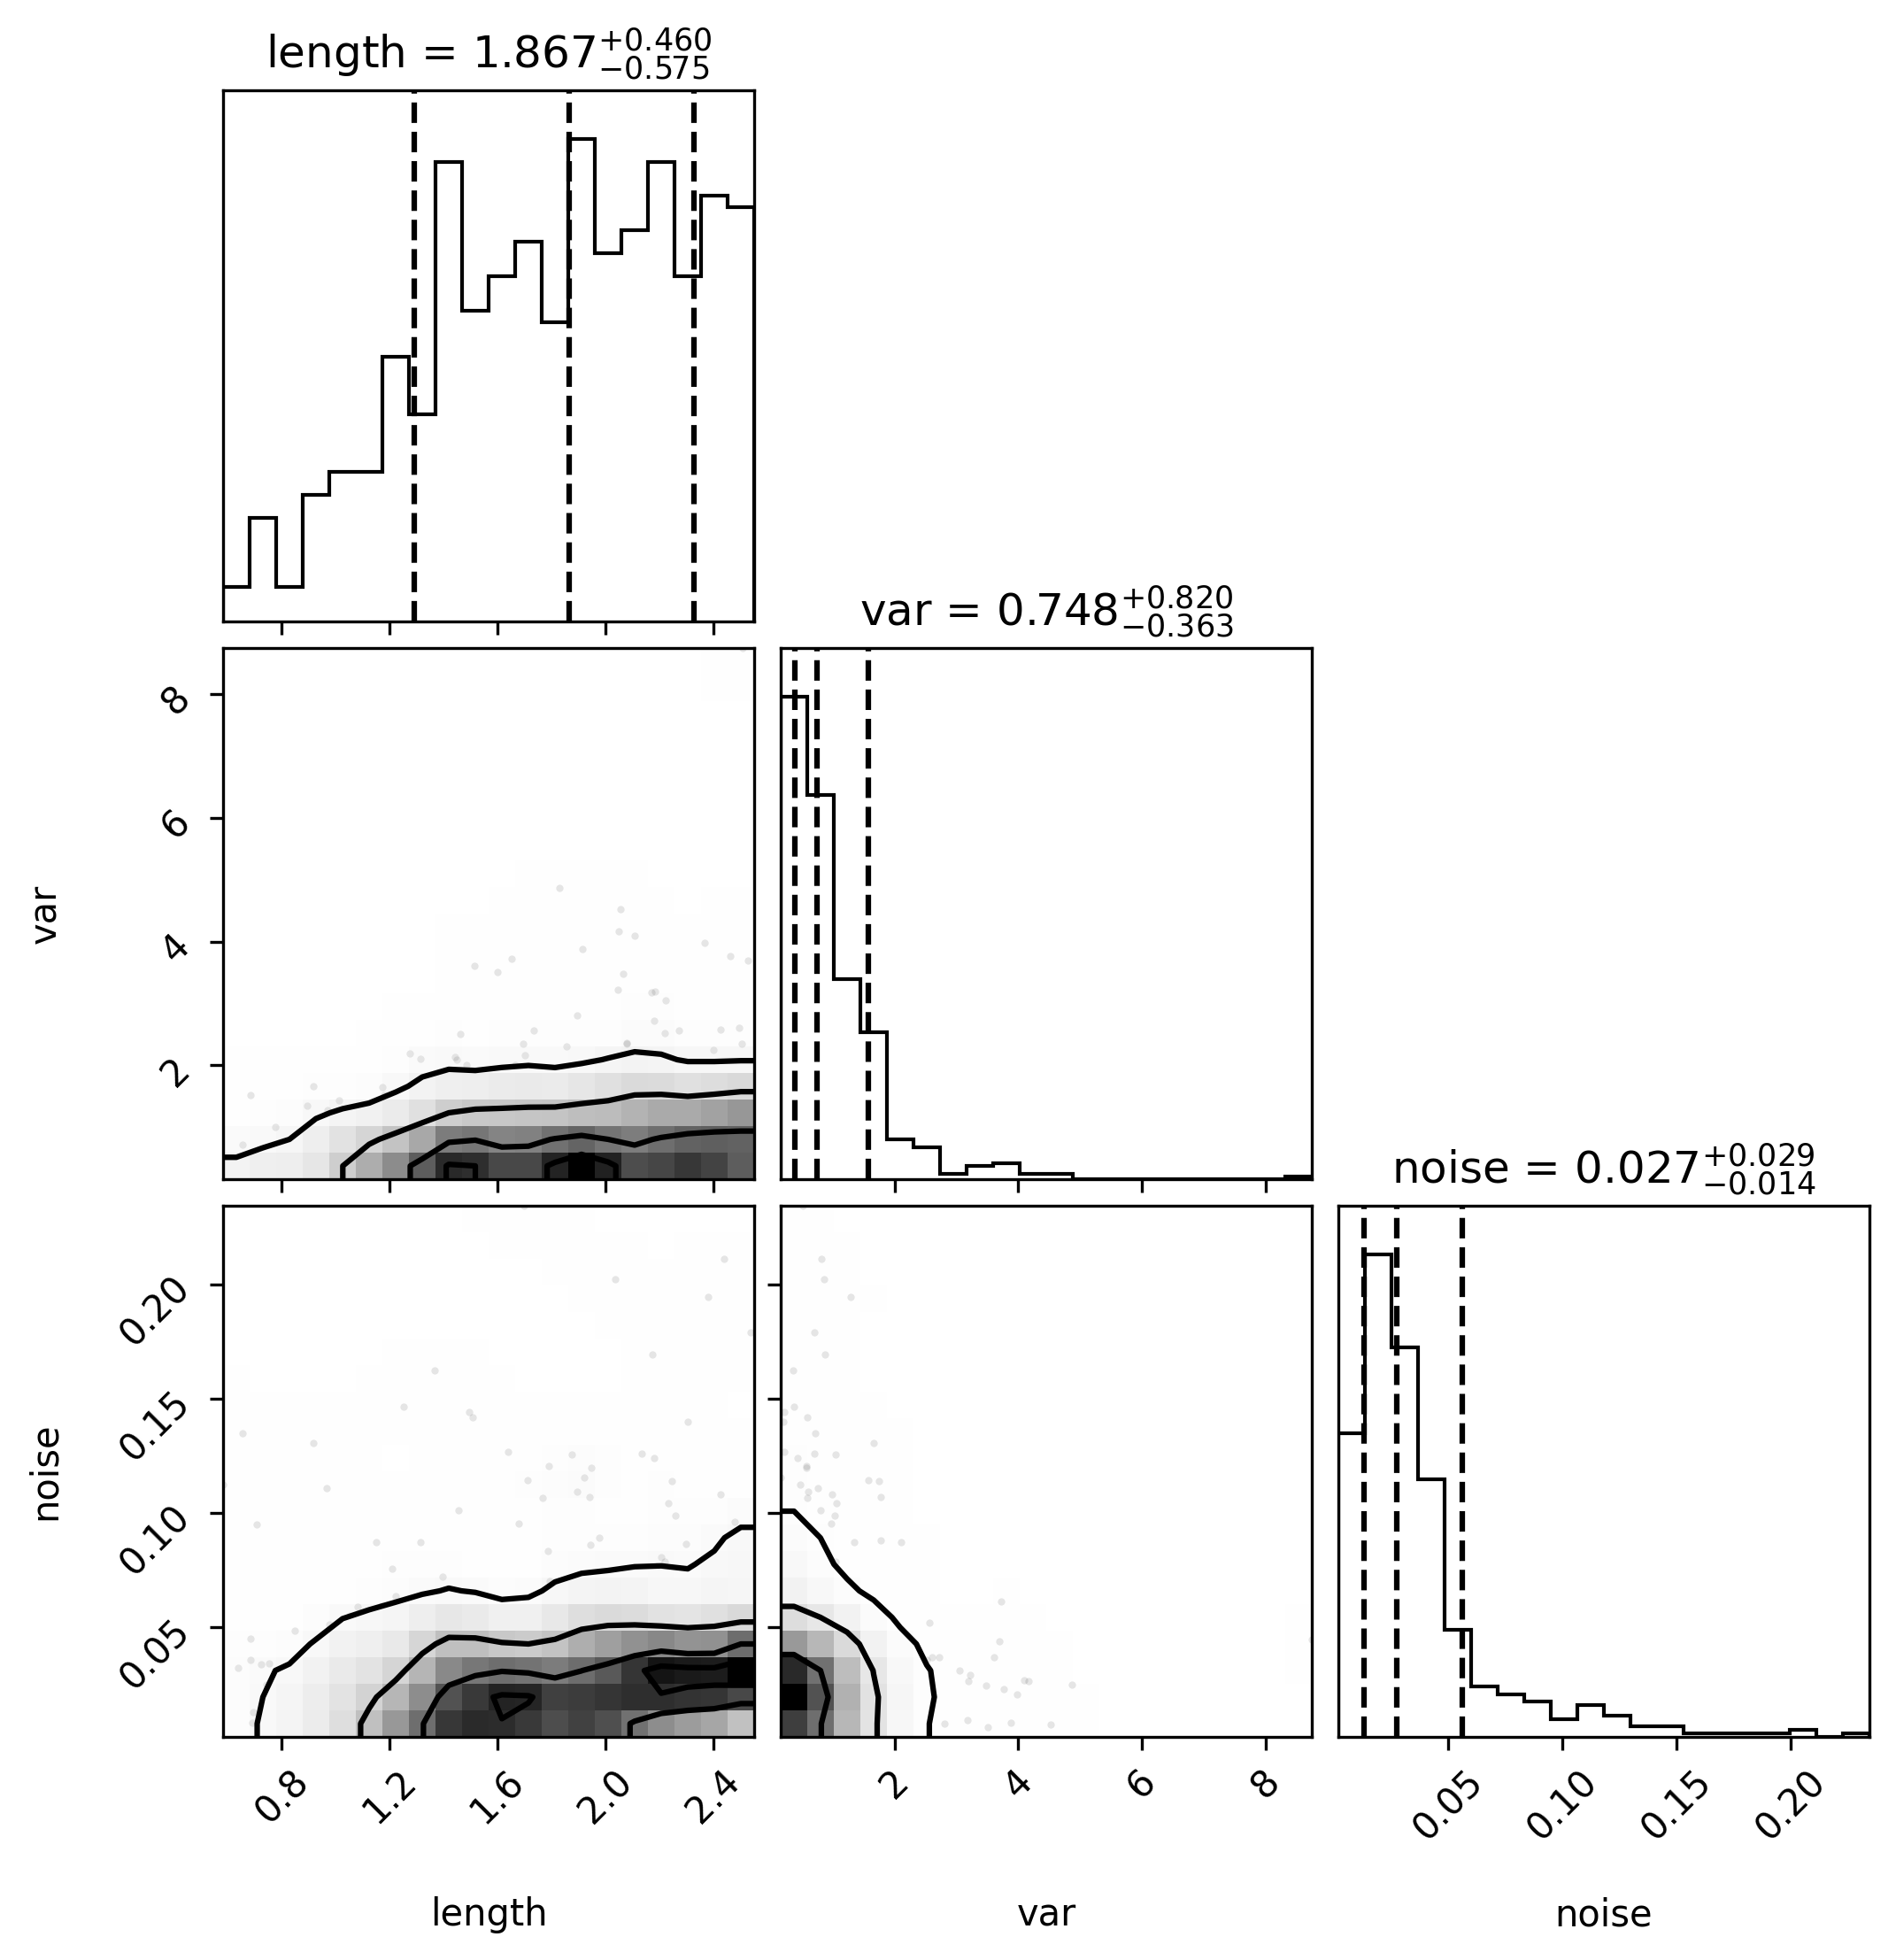 length = 1.867+0.460 −0.575
var = 0.748+0.820 −0.363
8
6
4
2
var
noise = 0.027+0.029 −0.014
0.20
0.15
0.10
0.05
noise
0.8 1.2 1.6 2.0 2.4 2 4 6 8 0.05 0.10 0.15 0.20
length var noise